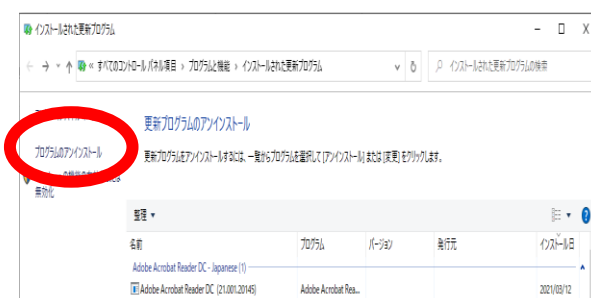 インストールされた更新プログラム
« すべてのコントロール パネル項目 › プログラムと機能 › インストールされた更新プログラム
インストールされた更新プログラムの検索
プログラムのアンインストール
無効化
更新プログラムのアンインストール
更新プログラムをアンインストールするには、一覧からプログラムを選択して [アンインストール] または [変更] をクリックします。
整理 ▼
名前 プログラム バージョン 発行元 インストール日
Adobe Acrobat Reader DC - Japanese (1)
Adobe Acrobat Reader DC (21.001.20145) Adobe Acrobat Rea... 2021/03/12